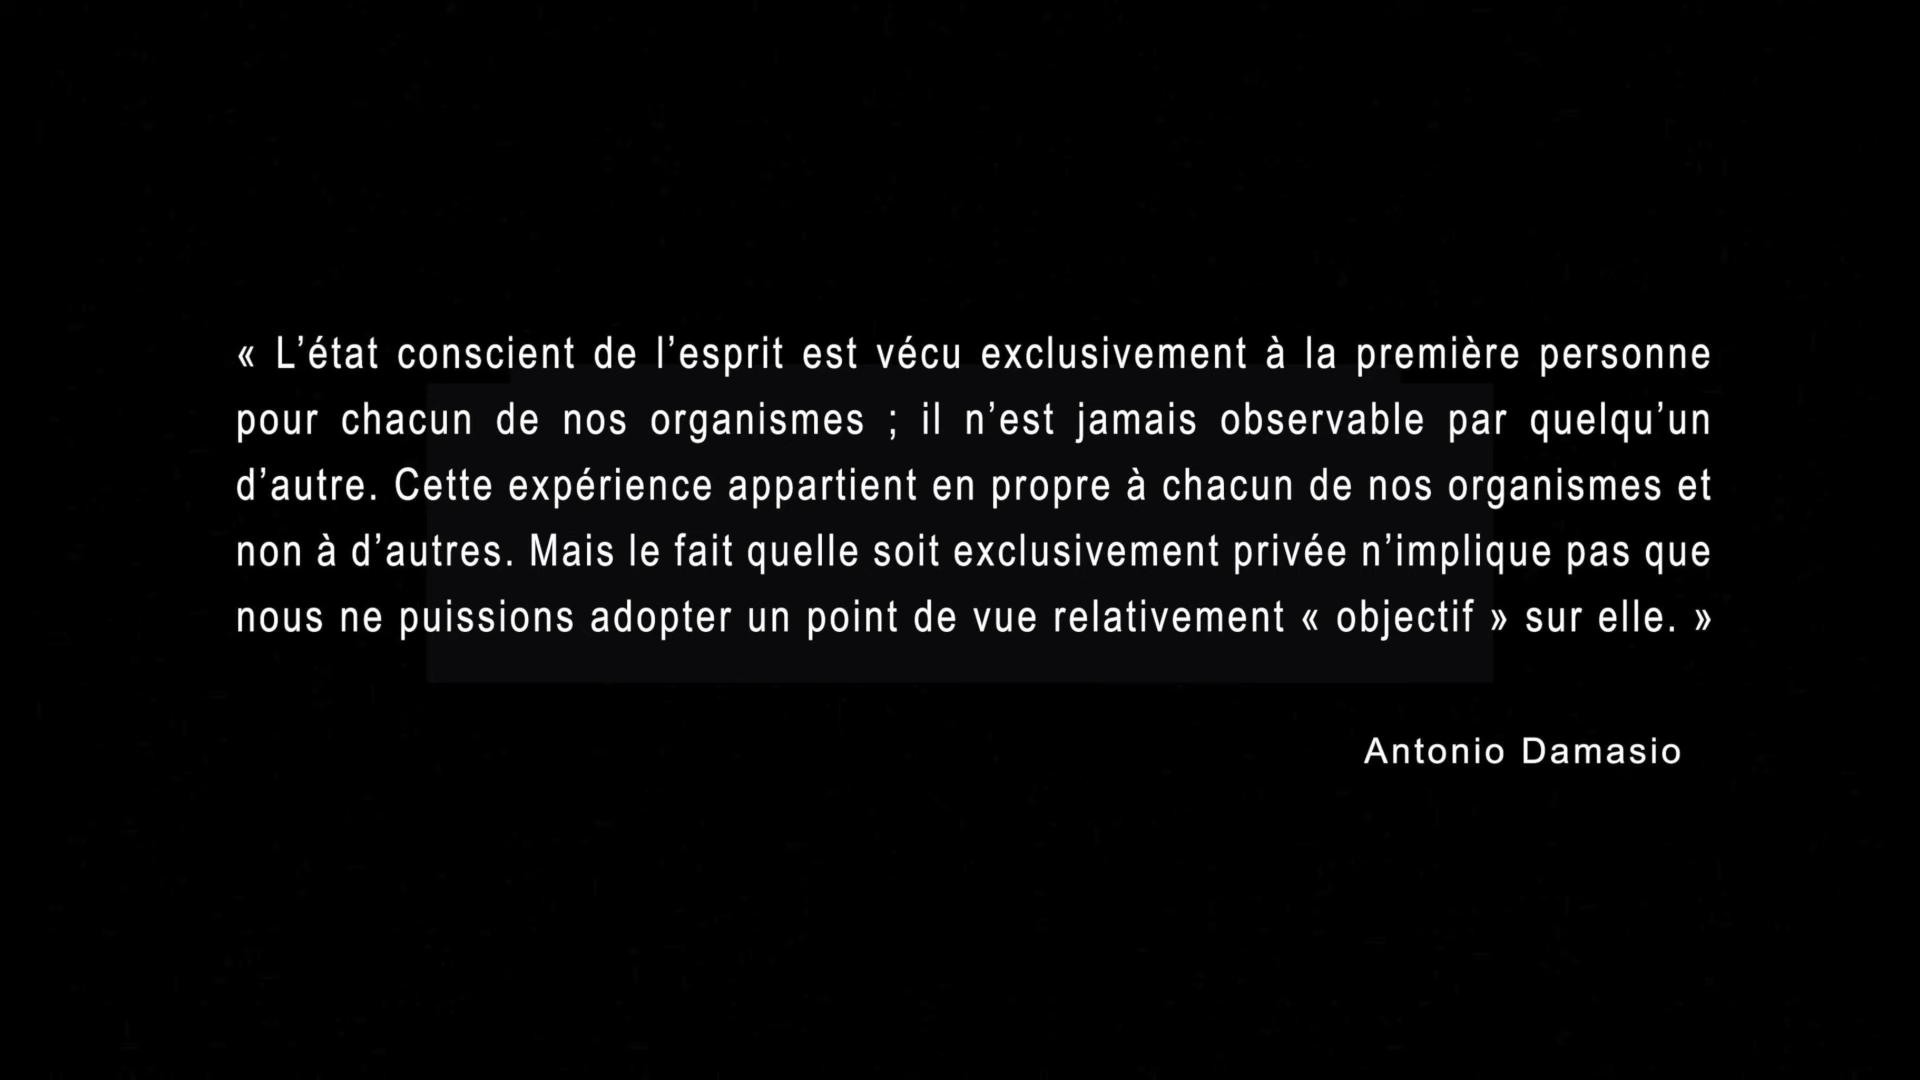 « L’état conscient de l’esprit est vécu exclusivement à la première personne
pour chacun de nos organismes ; il n’est jamais observable par quelqu’un
d’autre. Cette expérience appartient en propre à chacun de nos organismes et
non à d’autres. Mais le fait quelle soit exclusivement privée n’implique pas que
nous ne puissions adopter un point de vue relativement « objectif » sur elle. »
Antonio Damasio